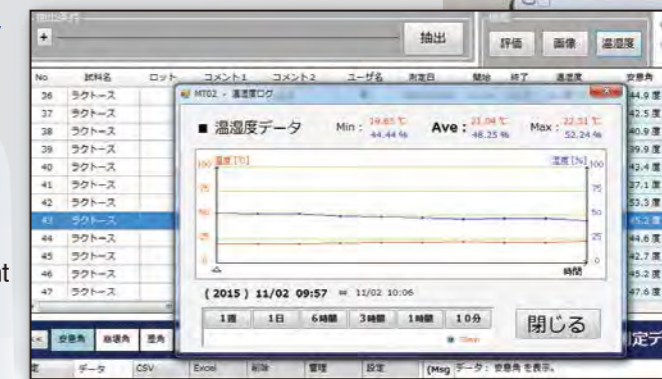 抽出条件
+
抽出
評価 画像 温湿度
No 試料名 ロット コメント1 コメント2 ユーザ名 測定日 開始 終了 温湿度 安息角
36 ラクトース 44.9 度
37 ラクトース 42.5 度
38 ラクトース 40.9 度
39 ラクトース 39.9 度
40 ラクトース 43.4 度
41 ラクトース 37.1 度
42 ラクトース 53.3 度
43 ラクトース 45.2 度
44 ラクトース 44.6 度
45 ラクトース 42.7 度
46 ラクトース 45.2 度
47 ラクトース 47.6 度
MT02 - 温湿度ログ
■ 温湿度データ
Min : 19.65 ℃ 44.44 %
Ave : 21.04 ℃ 48.25 %
Max : 22.51 ℃ 52.24 %
温度 [℃] 湿度 [%]
100 100
75 75
50 50
25 25
0
時間
( 2015 ) 11/02 09:57 ⇔ 11/02 10:06
1週 1日 6時間 3時間 1時間 10分
閉じる
<< 安息角 崩壊角 差角
定デ
データ CSV Excel 削除 管理 設定
(Msg データ: 安息角 を表示。
nt